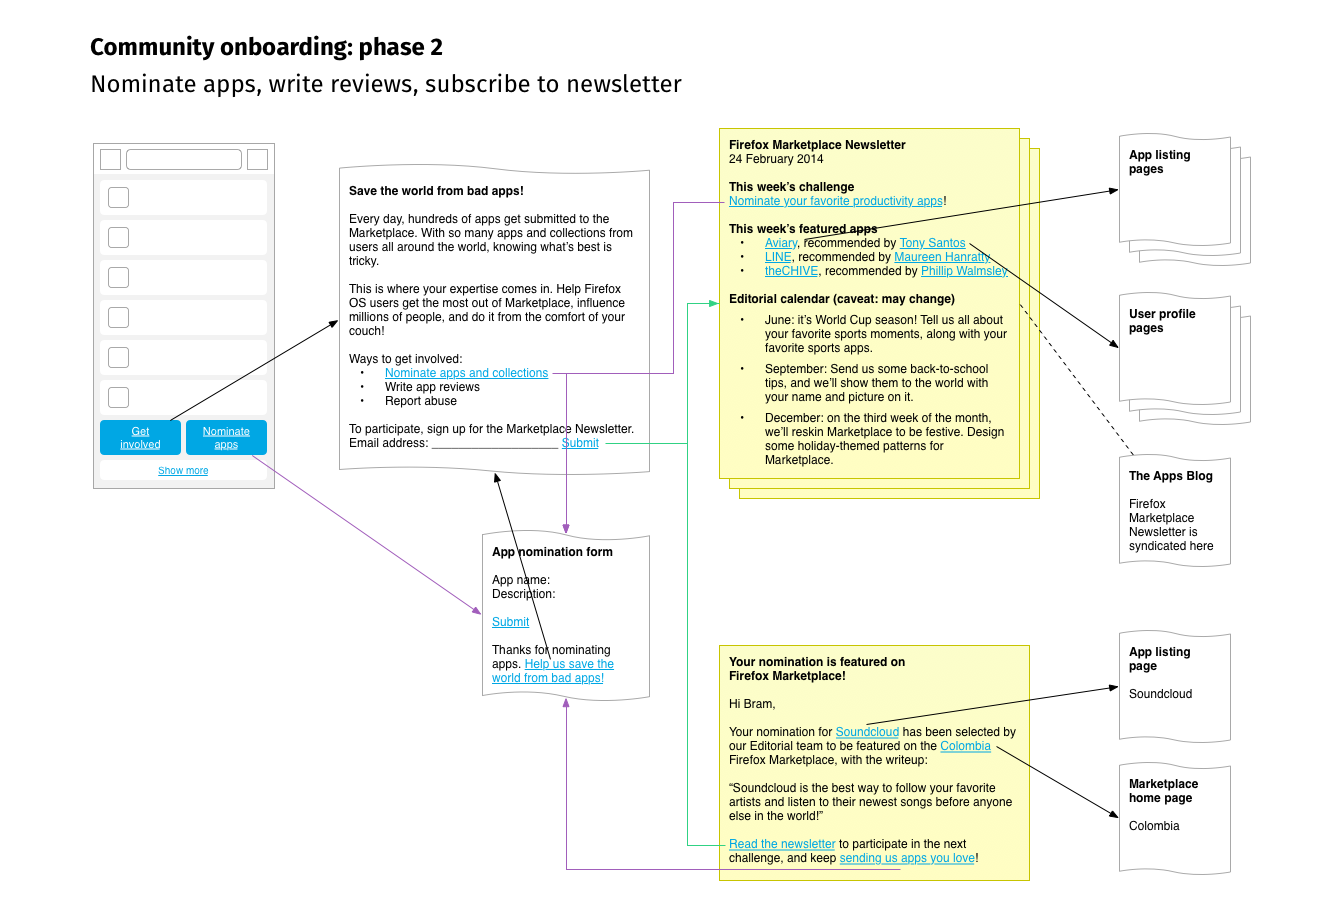 Community onboarding: phase 2
Nominate apps, write reviews, subscribe to newsletter
Get
involved
Nominate
apps
Show more
Save the world from bad apps!
Every day, hundreds of apps get submitted to the
Marketplace. With so many apps and collections from
users all around the world, knowing what's best is
tricky.
This is where your expertise comes in. Help Firefox
OS users get the most out of Marketplace, influence
millions of people, and do it from the comfort of your
couch!
Ways to get involved:
• Nominate apps and collections
• Write app reviews
• Report abuse
To participate, sign up for the Marketplace Newsletter.
Email address: ____________________ Submit
App nomination form
App name:
Description:
Submit
Thanks for nominating
apps. Help us save the
world from bad apps!
Firefox Marketplace Newsletter
24 February 2014
This week's challenge
Nominate your favorite productivity apps!
This week's featured apps
• Aviary, recommended by Tony Santos
• LINE, recommended by Maureen Hanratty
• theCHIVE, recommended by Phillip Walmsley
Editorial calendar (caveat: may change)
• June: it's World Cup season! Tell us all about
your favorite sports moments, along with your
favorite sports apps.
• September: Send us some back-to-school
tips, and we'll show them to the world with
your name and picture on it.
• December: on the third week of the month,
we'll reskin Marketplace to be festive. Design
some holiday-themed patterns for
Marketplace.
Your nomination is featured on
Firefox Marketplace!
Hi Bram,
Your nomination for Soundcloud has been selected by
our Editorial team to be featured on the Colombia
Firefox Marketplace, with the writeup:
“Soundcloud is the best way to follow your favorite
artists and listen to their newest songs before anyone
else in the world!”
Read the newsletter to participate in the next
challenge, and keep sending us apps you love!
App listing
pages
User profile
pages
The Apps Blog
Firefox
Marketplace
Newsletter is
syndicated here
App listing
page
Soundcloud
Marketplace
home page
Colombia